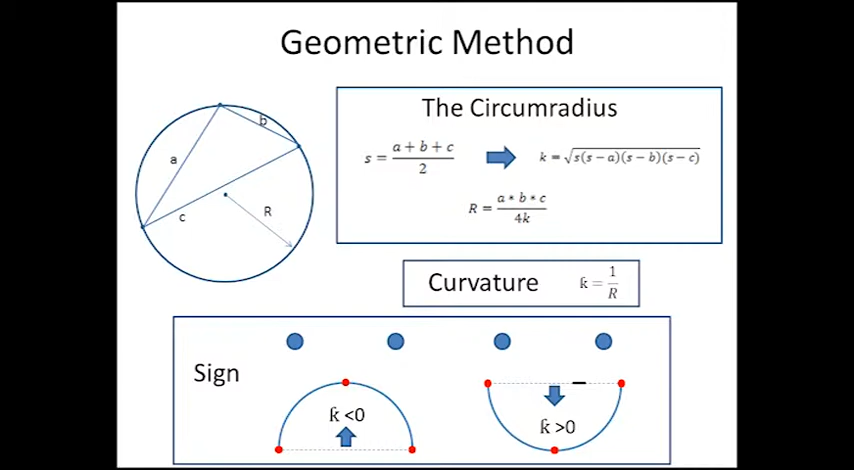 Geometric Method
b
a
c
R
The Circumradius
s = a + b + c / 2
k = √s(s − a)(s − b)(s − c)
R = a * b * c / 4k
Curvature
ƙ = 1 / R
Sign
ƙ <0
ƙ >0